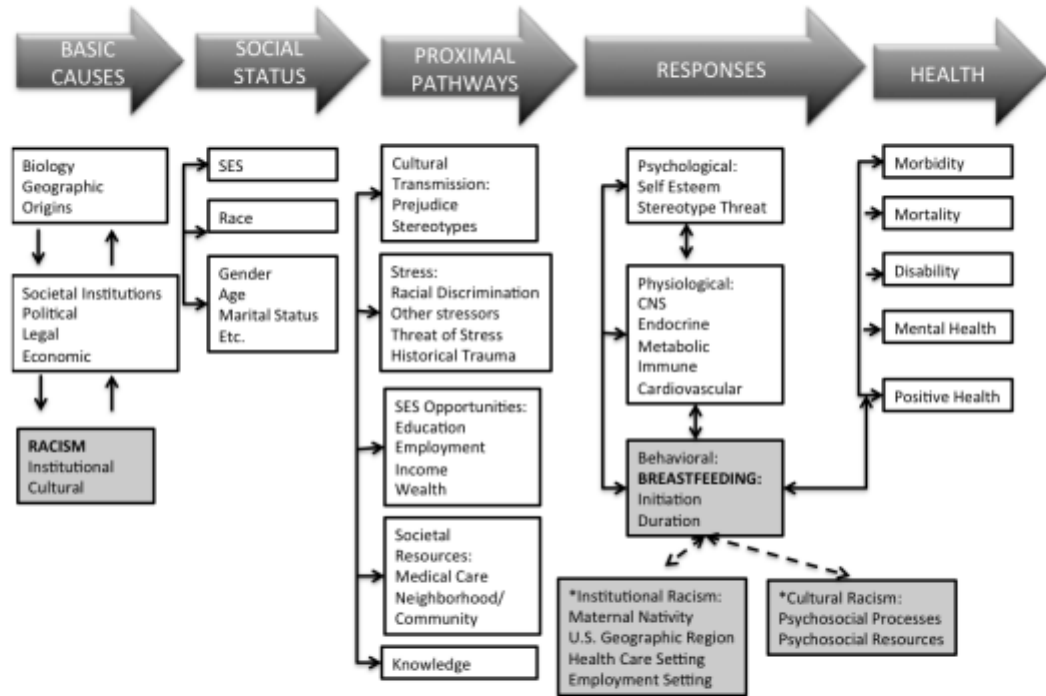 BASIC
CAUSES
SOCIAL
STATUS
PROXIMAL
PATHWAYS
RESPONSES
HEALTH
Biology
Geographic
Origins
Societal Institutions
Political
Legal
Economic
RACISM
Institutional
Cultural
SES
Race
Gender
Age
Marital Status
Etc.
Cultural
Transmission:
Prejudice
Stereotypes
Stress:
Racial Discrimination
Other stressors
Threat of Stress
Historical Trauma
SES Opportunities:
Education
Employment
Income
Wealth
Societal
Resources:
Medical Care
Neighborhood/
Community
Knowledge
Psychological:
Self Esteem
Stereotype Threat
Physiological:
CNS
Endocrine
Metabolic
Immune
Cardiovascular
Behavioral:
BREASTFEEDING:
Initiation
Duration
*Institutional Racism:
Maternal Nativity
U.S. Geographic Region
Health Care Setting
Employment Setting
*Cultural Racism:
Psychosocial Processes
Psychosocial Resources
Morbidity
Mortality
Disability
Mental Health
Positive Health